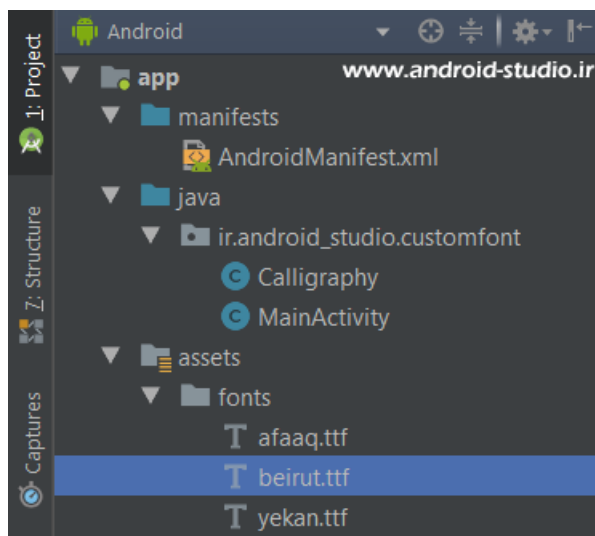 Android
1: Project
www.android-studio.ir
app
manifests
AndroidManifest.xml
java
ir.android_studio.customfont
C Calligraphy
C MainActivity
7: Structure
assets
fonts
Captures
T afaaq.ttf
T beirut.ttf
T yekan.ttf